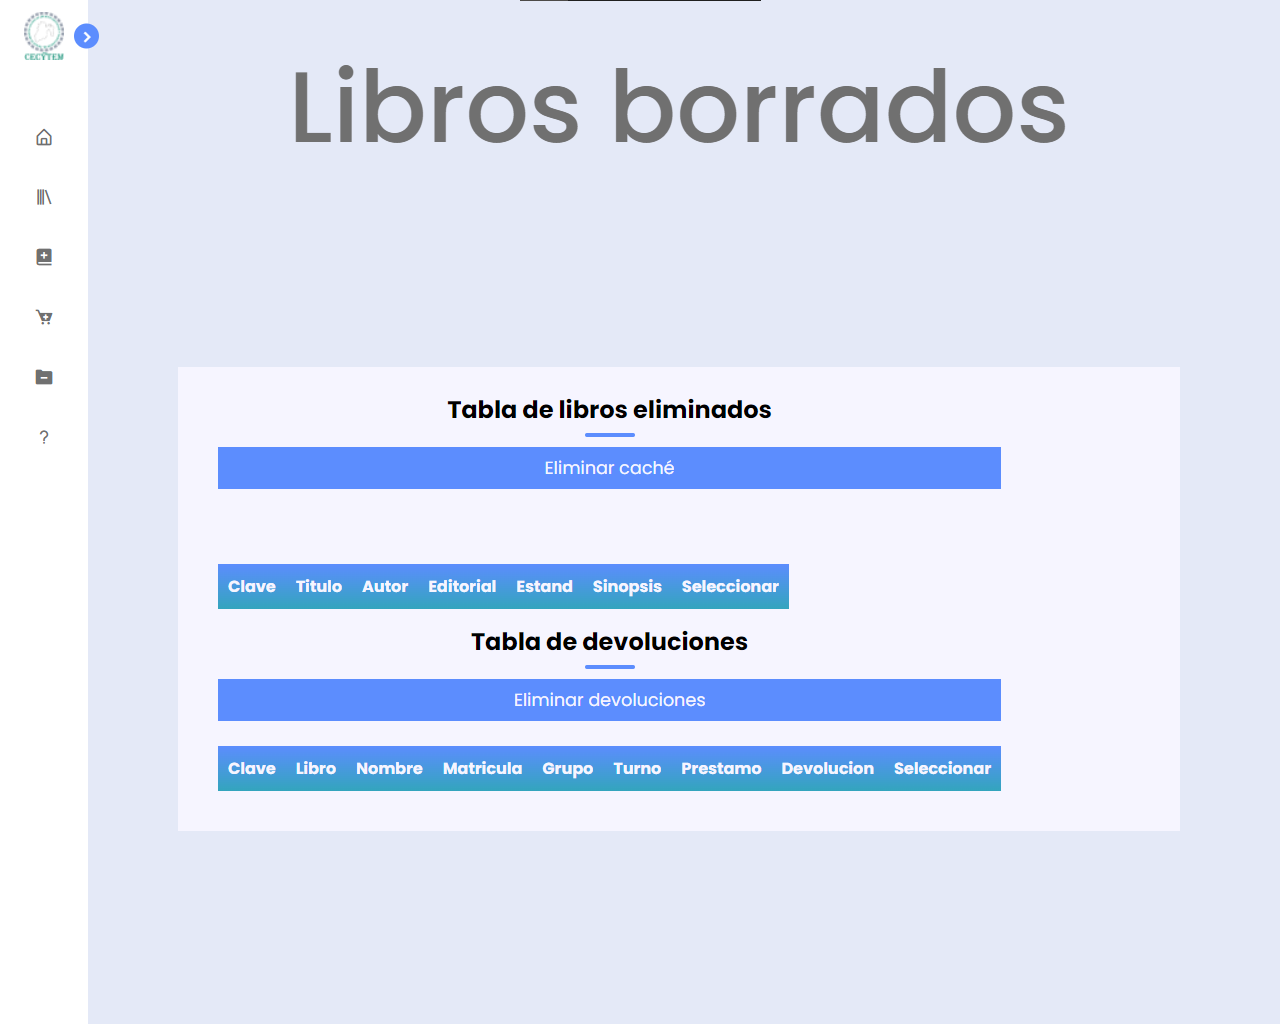 CECYTEM
Libros borrados
?
Tabla de libros eliminados
Eliminar caché
Clave Titulo Autor Editorial Estand Sinopsis Seleccionar
Tabla de devoluciones
Eliminar devoluciones
Clave Libro Nombre Matricula Grupo Turno Prestamo Devolucion Seleccionar